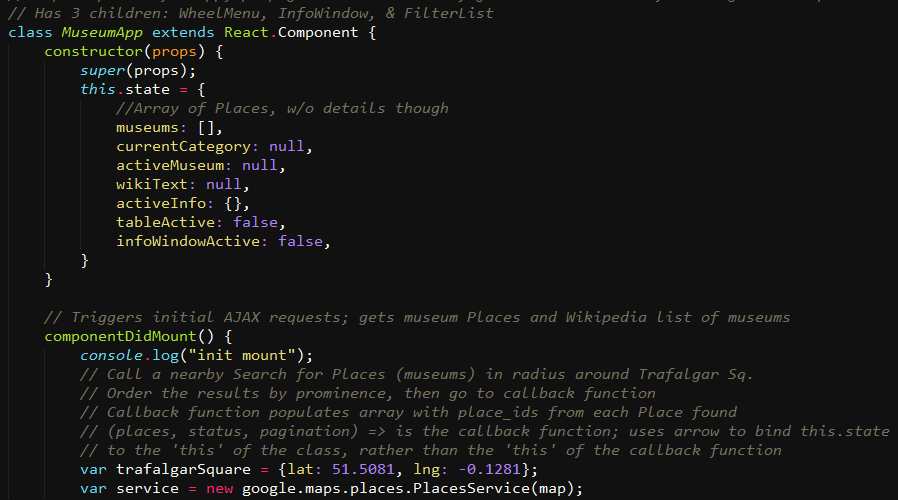 // Has 3 children: WheelMenu, InfoWindow, & FilterList
class MuseumApp extends React.Component {
    constructor(props) {
        super(props);
        this.state = {
            //Array of Places, w/o details though
            museums: [],
            currentCategory: null,
            activeMuseum: null,
            wikiText: null,
            activeInfo: {},
            tableActive: false,
            infoWindowActive: false,
        }
    }
    // Triggers initial AJAX requests; gets museum Places and Wikipedia list of museums
    componentDidMount() {
        console.log("init mount");
        // Call a nearby Search for Places (museums) in radius around Trafalgar Sq.
        // Order the results by prominence, then go to callback function
        // Callback function populates array with place_ids from each Place found
        // (places, status, pagination) => is the callback function; uses arrow to bind this.state
        // to the 'this' of the class, rather than the 'this' of the callback function
        var trafalgarSquare = {lat: 51.5081, lng: -0.1281};
        var service = new google.maps.places.PlacesService(map);